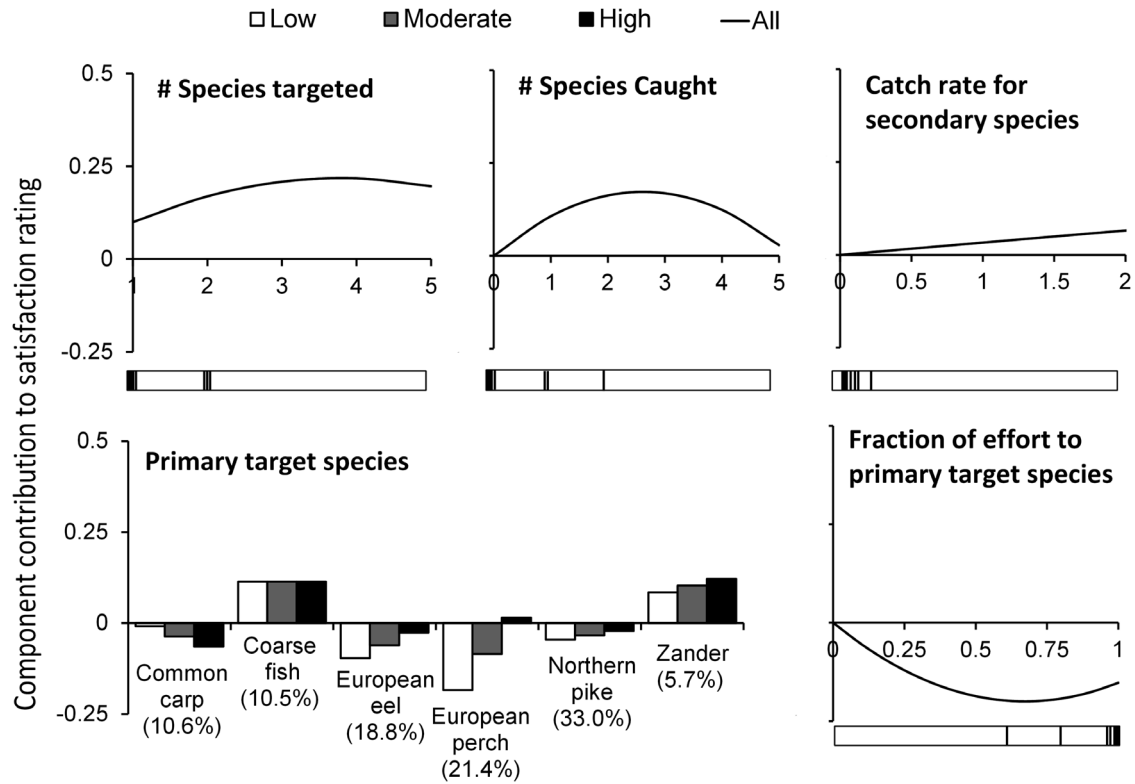 Low Moderate High All
Component contribution to satisfaction rating
# Species targeted
0.5
0.25
0
-0.25
1 2 3 4 5
# Species Caught
0 1 2 3 4 5
Catch rate for
secondary species
0 0.5 1 1.5 2
Primary target species
0.5
0.25
0
-0.25
Common
carp
(10.6%)
Coarse
fish
(10.5%)
European
eel
(18.8%)
European
perch
(21.4%)
Northern
pike
(33.0%)
Zander
(5.7%)
Fraction of effort to
primary target species
0 0.25 0.5 0.75 1